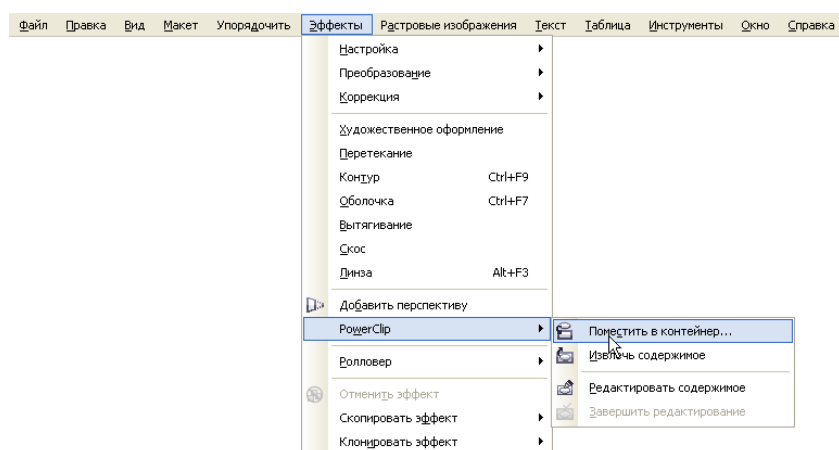 Файл Правка Вид Макет Упорядочить Эффекты Растровые изображения Текст Таблица Инструменты Окно Справка
Настройка
Преобразование
Коррекция
Художественное оформление
Перетекание
Контур Ctrl+F9
Оболочка Ctrl+F7
Вытягивание
Скос
Линза Alt+F3
Добавить перспективу
PowerClip
Поместить в контейнер...
Извлечь содержимое
Редактировать содержимое
Завершить редактирование
Ролловер
Отменить эффект
Скопировать эффект
Клонировать эффект